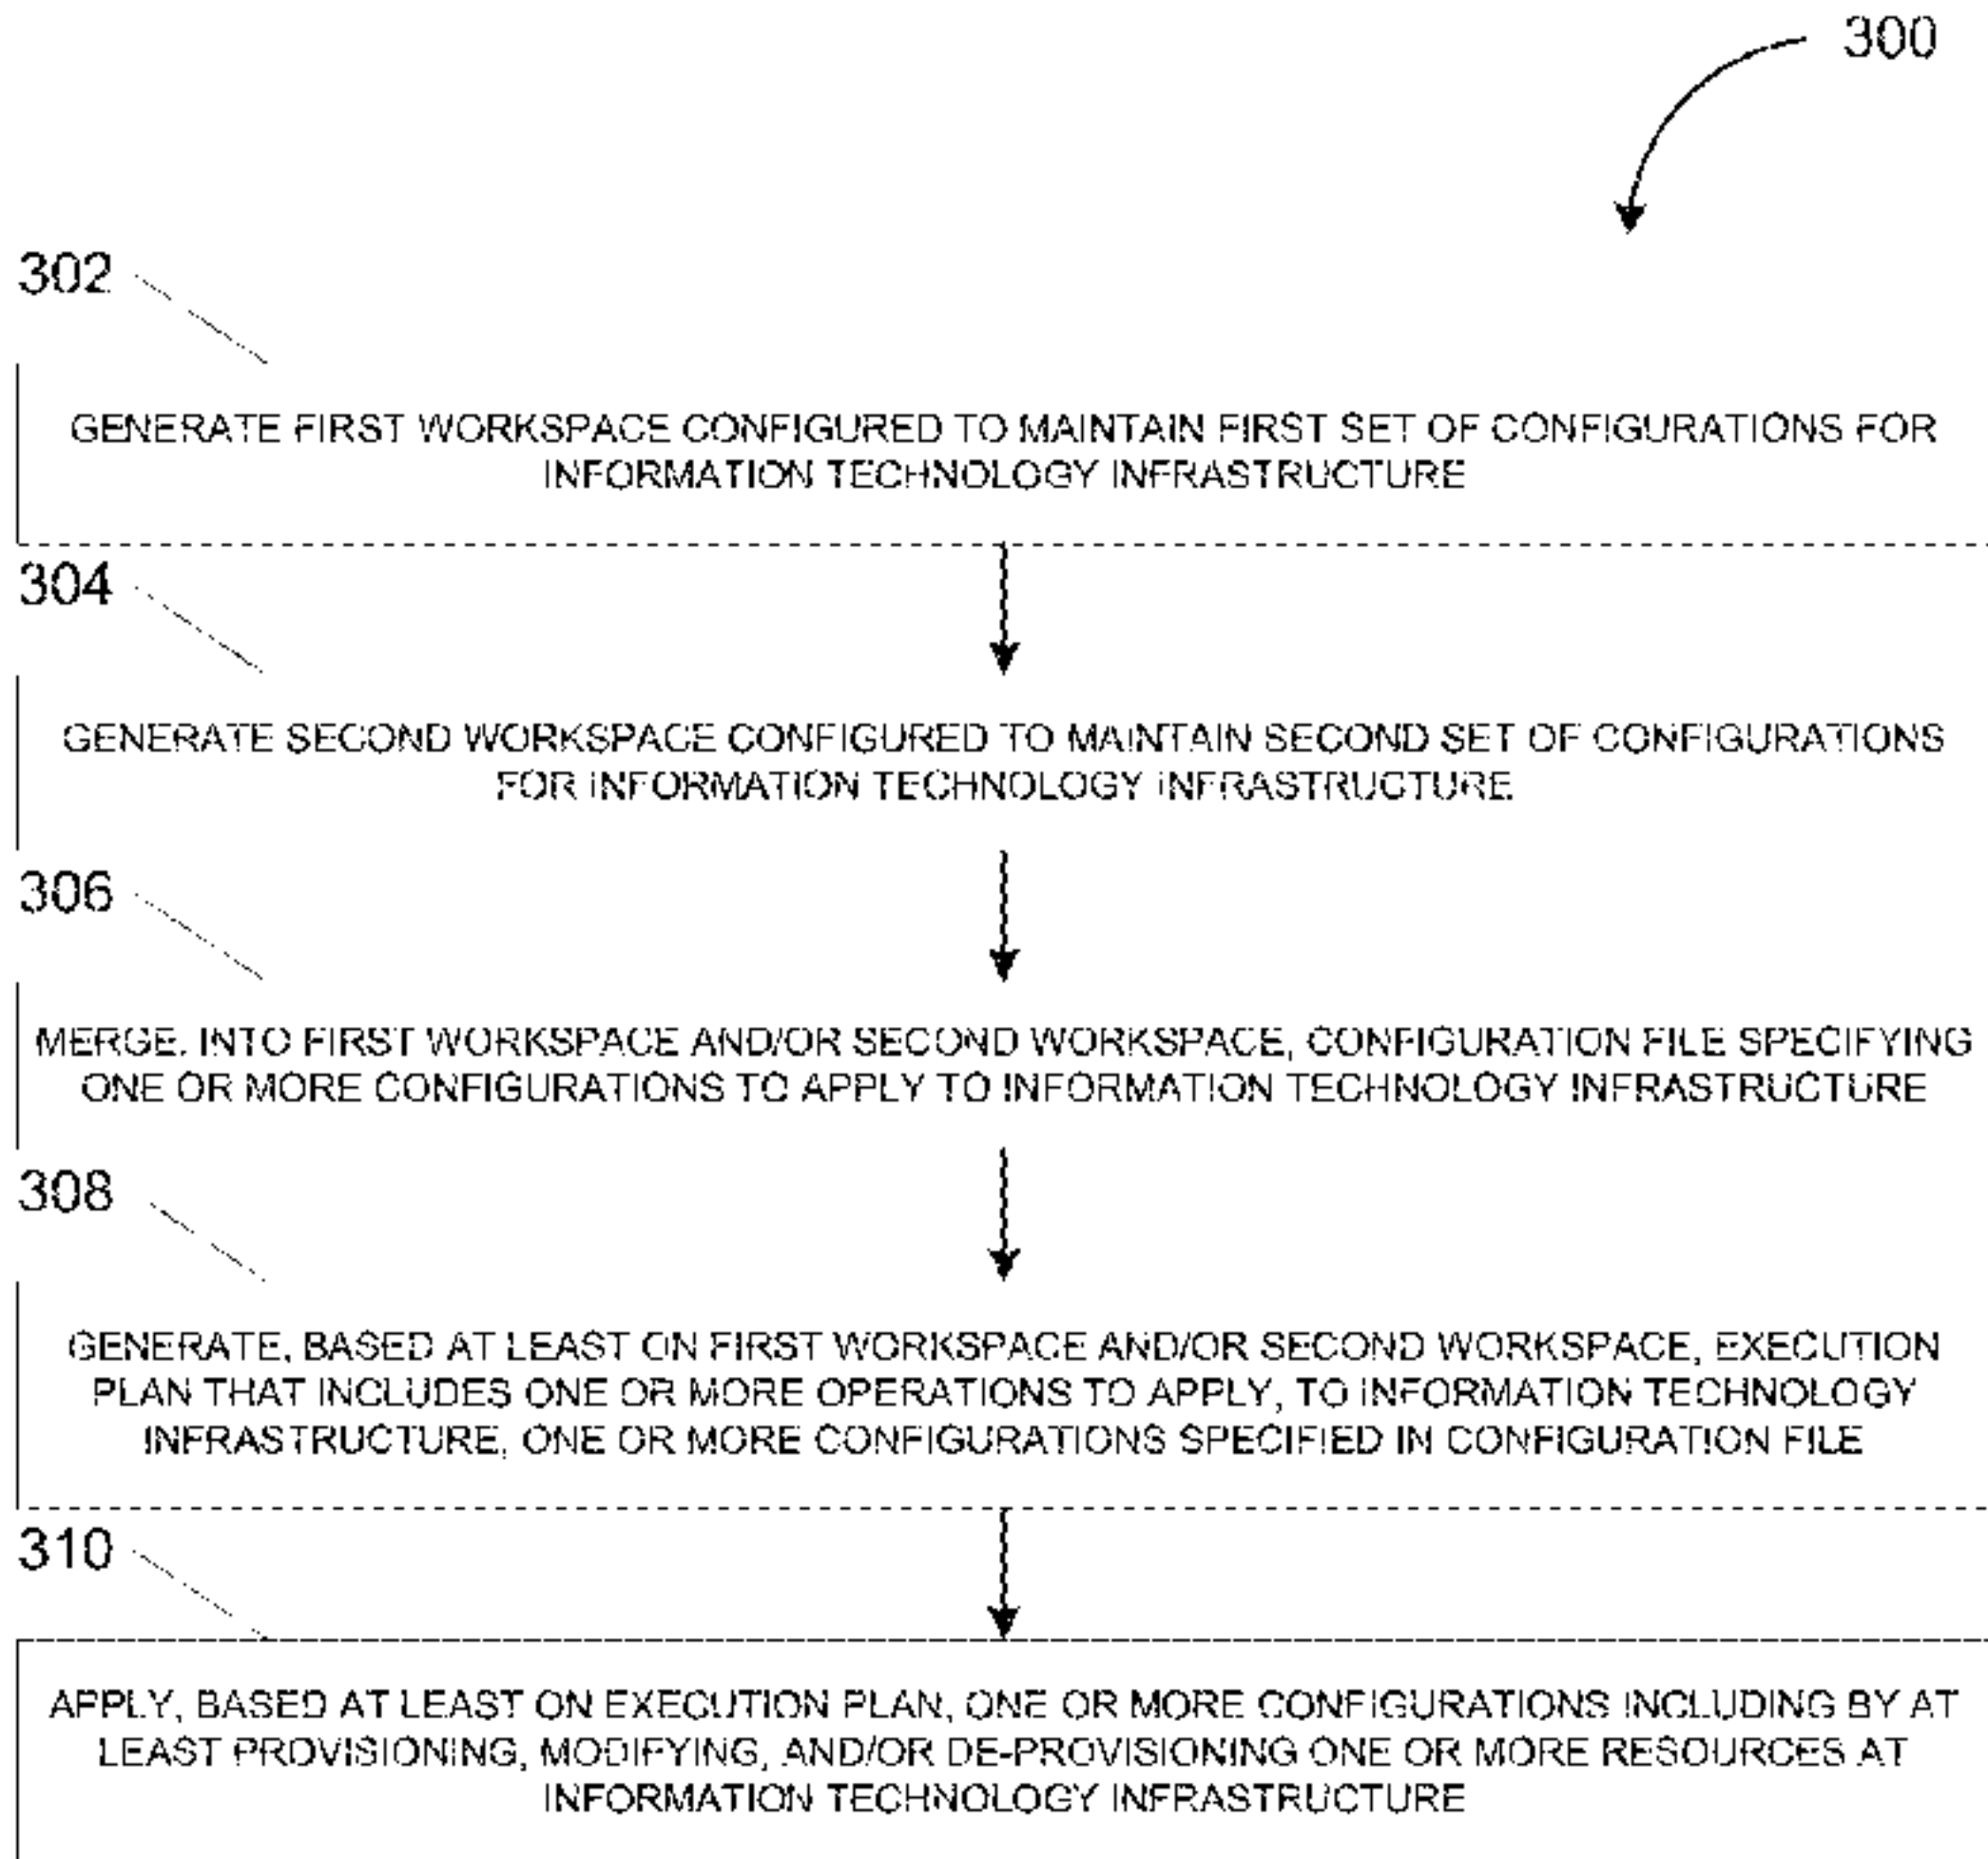 300
302
GENERATE FIRST WORKSPACE CONFIGURED TO MAINTAIN FIRST SET OF CONFIGURATIONS FOR
INFORMATION TECHNOLOGY INFRASTRUCTURE
304
GENERATE SECOND WORKSPACE CONFIGURED TO MAINTAIN SECOND SET OF CONFIGURATIONS
FOR INFORMATION TECHNOLOGY INFRASTRUCTURE
306
MERGE, INTO FIRST WORKSPACE AND/OR SECOND WORKSPACE, CONFIGURATION FILE SPECIFYING
ONE OR MORE CONFIGURATIONS TO APPLY TO INFORMATION TECHNOLOGY INFRASTRUCTURE
308
GENERATE, BASED AT LEAST ON FIRST WORKSPACE AND/OR SECOND WORKSPACE, EXECUTION
PLAN THAT INCLUDES ONE OR MORE OPERATIONS TO APPLY, TO INFORMATION TECHNOLOGY
INFRASTRUCTURE, ONE OR MORE CONFIGURATIONS SPECIFIED IN CONFIGURATION FILE
310
APPLY, BASED AT LEAST ON EXECUTION PLAN, ONE OR MORE CONFIGURATIONS INCLUDING BY AT
LEAST PROVISIONING, MODIFYING, AND/OR DE-PROVISIONING ONE OR MORE RESOURCES AT
INFORMATION TECHNOLOGY INFRASTRUCTURE